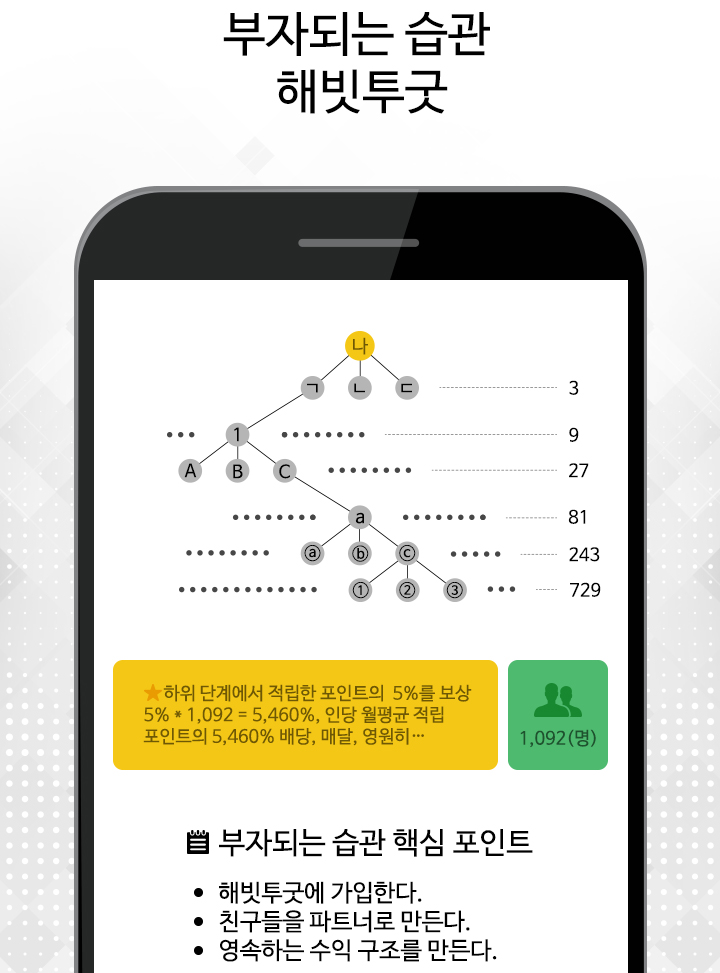 부자되는 습관
해빗투굿
나
ㄱ ㄴ ㄷ 3
1 9
A B C 27
a 81
ⓐ ⓑ ⓒ 243
① ② ③ 729
★하위 단계에서 적립한 포인트의 5%를 보상
5% * 1,092 = 5,460%, 인당 월평균 적립
포인트의 5,460% 배당, 매달, 영원히…
1,092(명)
부자되는 습관 핵심 포인트
• 해빗투굿에 가입한다.
• 친구들을 파트너로 만든다.
• 영속하는 수익 구조를 만든다.